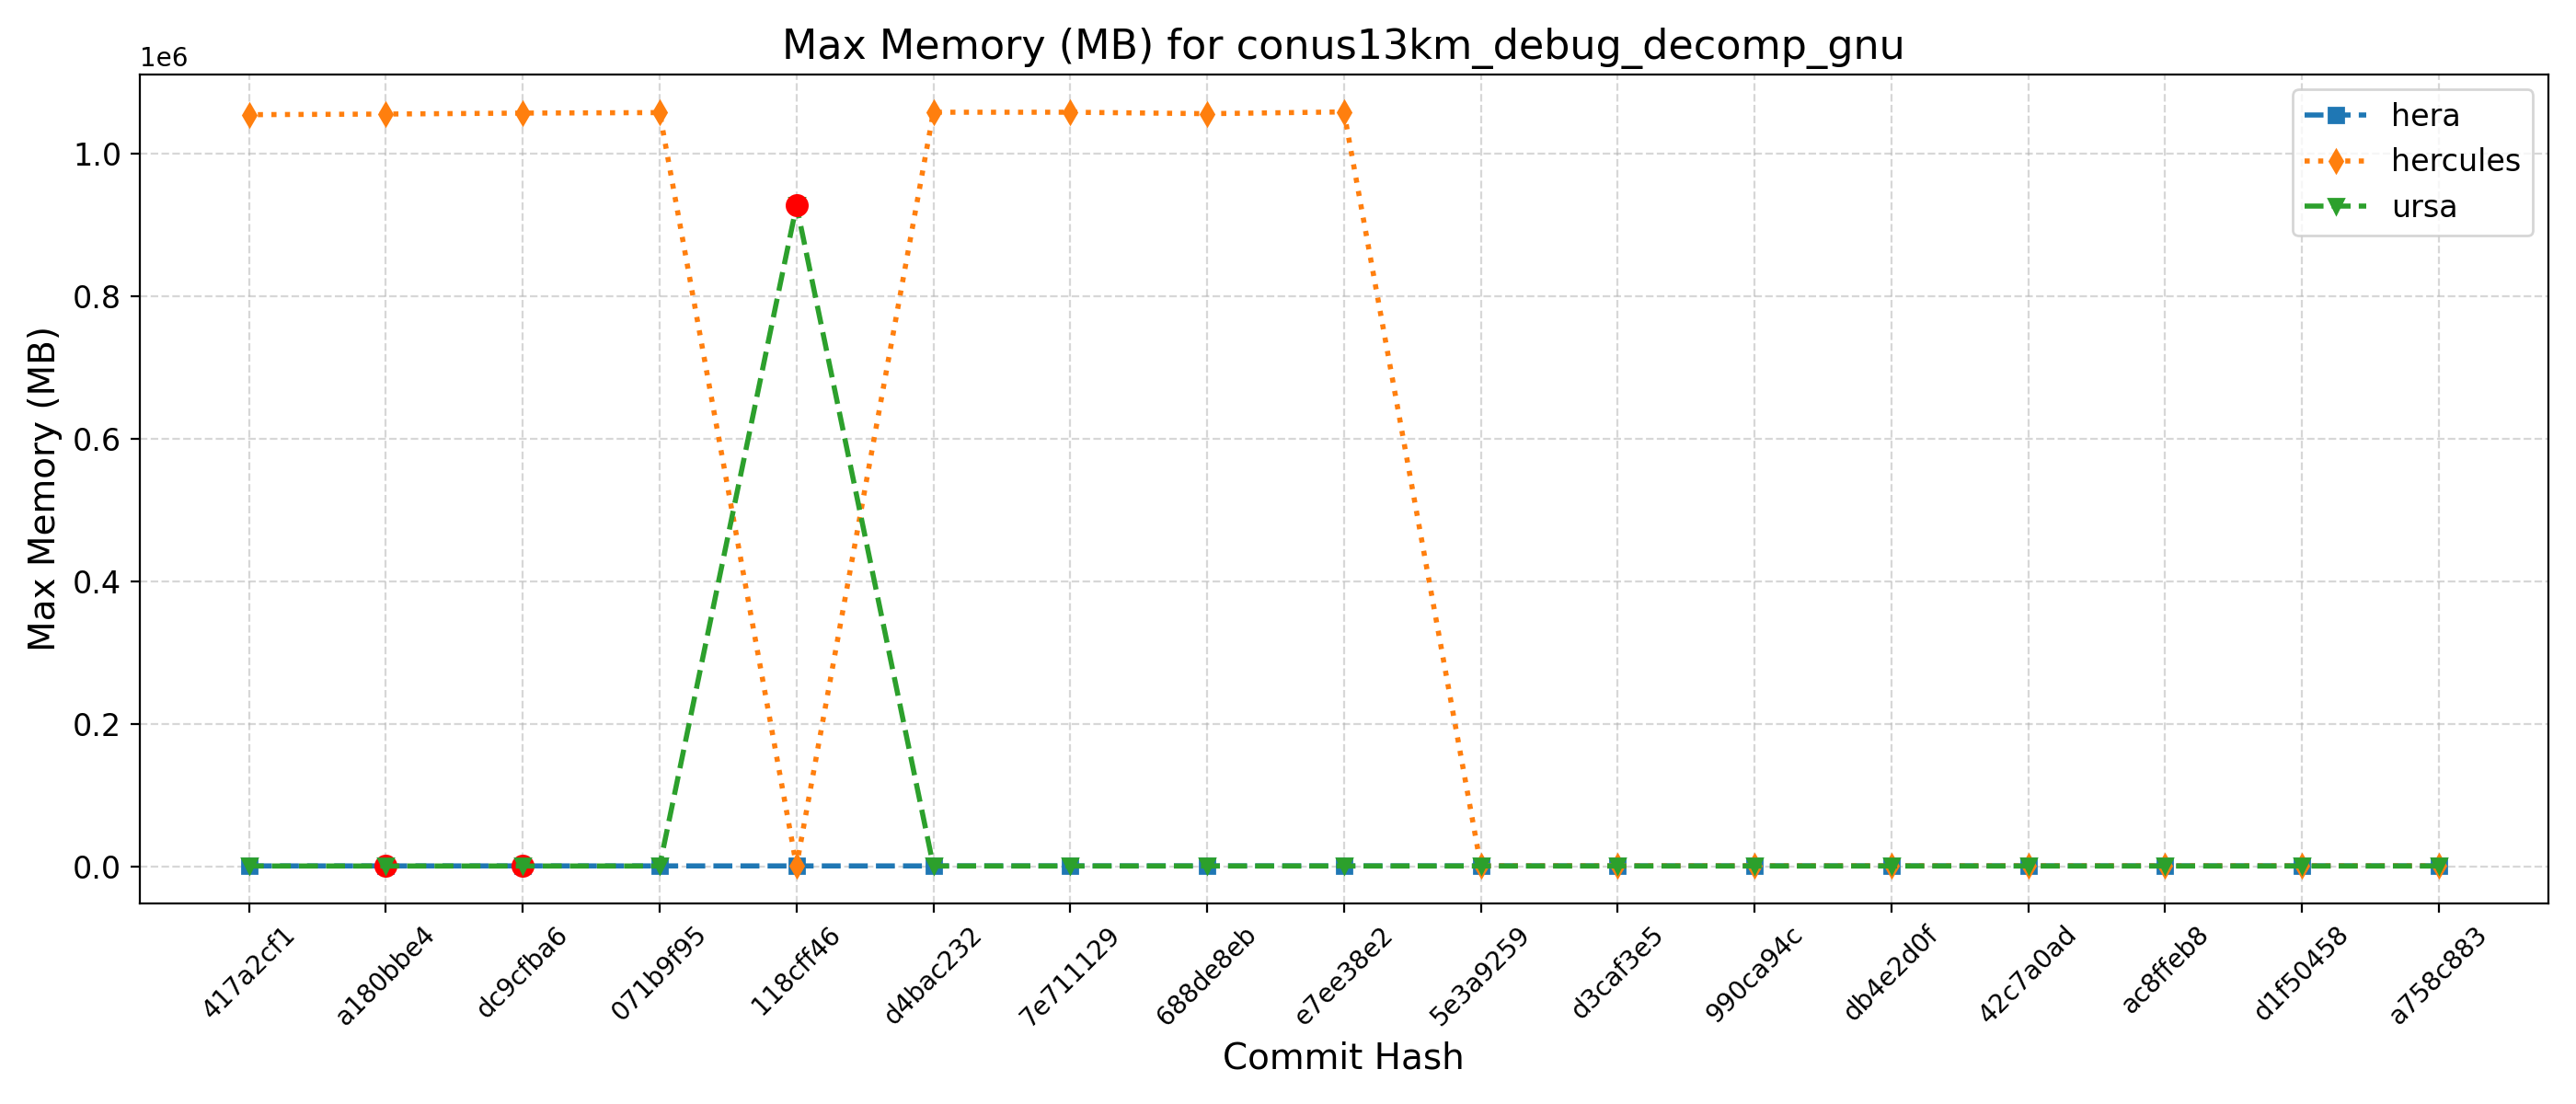 Max Memory (MB) for conus13km_debug_decomp_gnu
1e6
1.0
0.8
0.6
0.4
0.2
0.0
Max Memory (MB)
hera
hercules
ursa
417a2cf1
a180bbe4
dc9cfba6
071b9f95
118cff46
d4bac232
7e711129
688de8eb
e7ee38e2
5e3a9259
d3caf3e5
990ca94c
db4e2d0f
42c7a0ad
ac8ffeb8
d1f50458
a758c883
Commit Hash